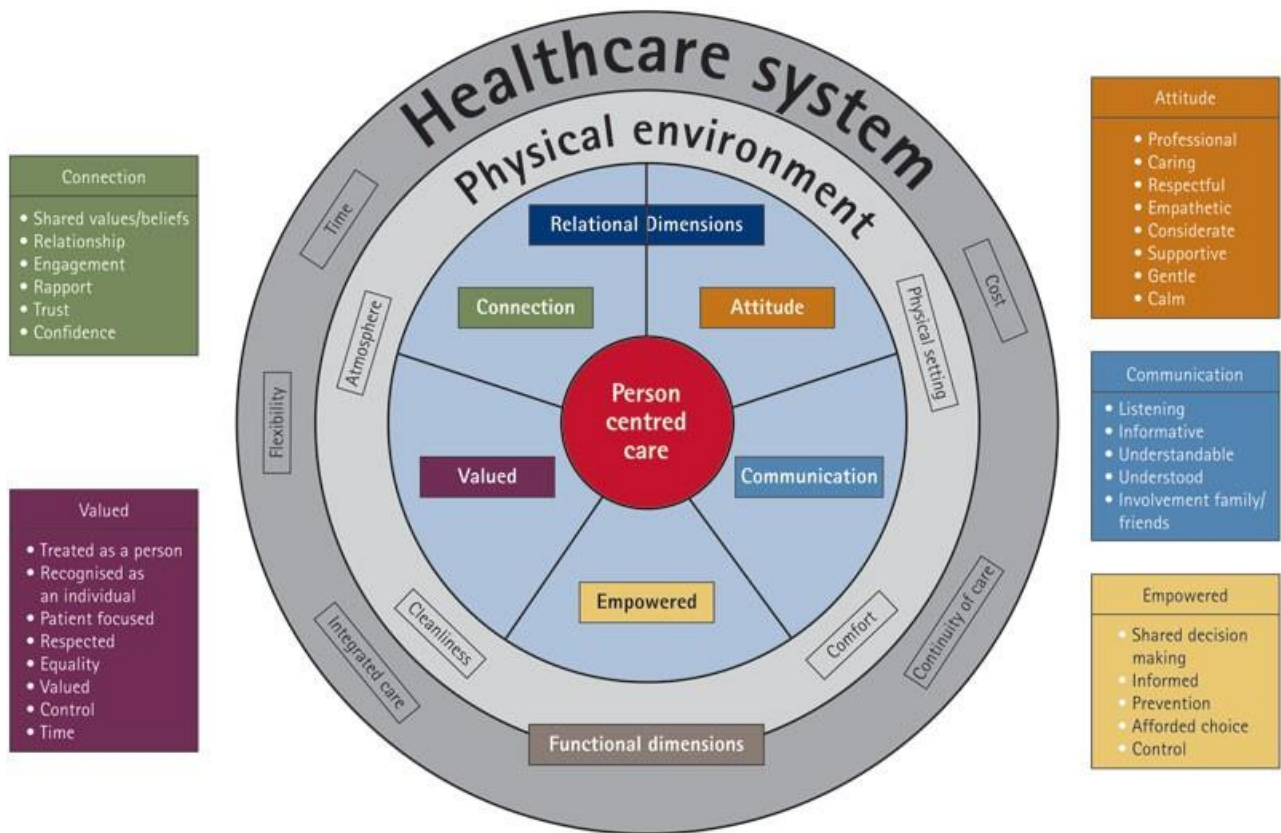 Healthcare system
Physical environment
Time
Cost
Flexibility
Integrated care
Continuity of care
Atmosphere
Physical setting
Cleanliness
Comfort
Relational Dimensions
Connection
Attitude
Person
centred
care
Valued
Communication
Empowered
Functional dimensions
Connection
• Shared values/beliefs
• Relationship
• Engagement
• Rapport
• Trust
• Confidence
Valued
• Treated as a person
• Recognised as
an individual
• Patient focused
• Respected
• Equality
• Valued
• Control
• Time
Attitude
• Professional
• Caring
• Respectful
• Empathetic
• Considerate
• Supportive
• Gentle
• Calm
Communication
• Listening
• Informative
• Understandable
• Understood
• Involvement family/
friends
Empowered
• Shared decision
making
• Informed
• Prevention
• Afforded choice
• Control